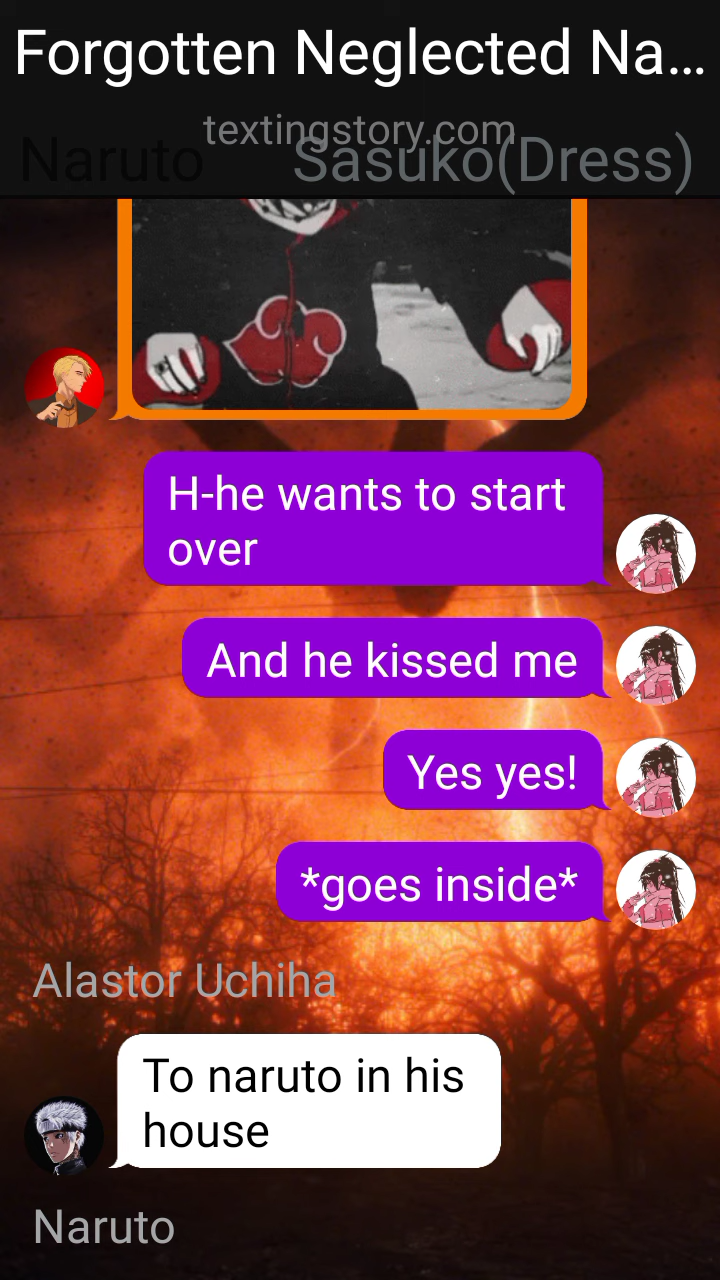 Forgotten Neglected Na...
textingstory.com
Naruto
Sasuko(Dress)
H-he wants to start
over
And he kissed me
Yes yes!
*goes inside*
Alastor Uchiha
To naruto in his
house
Naruto